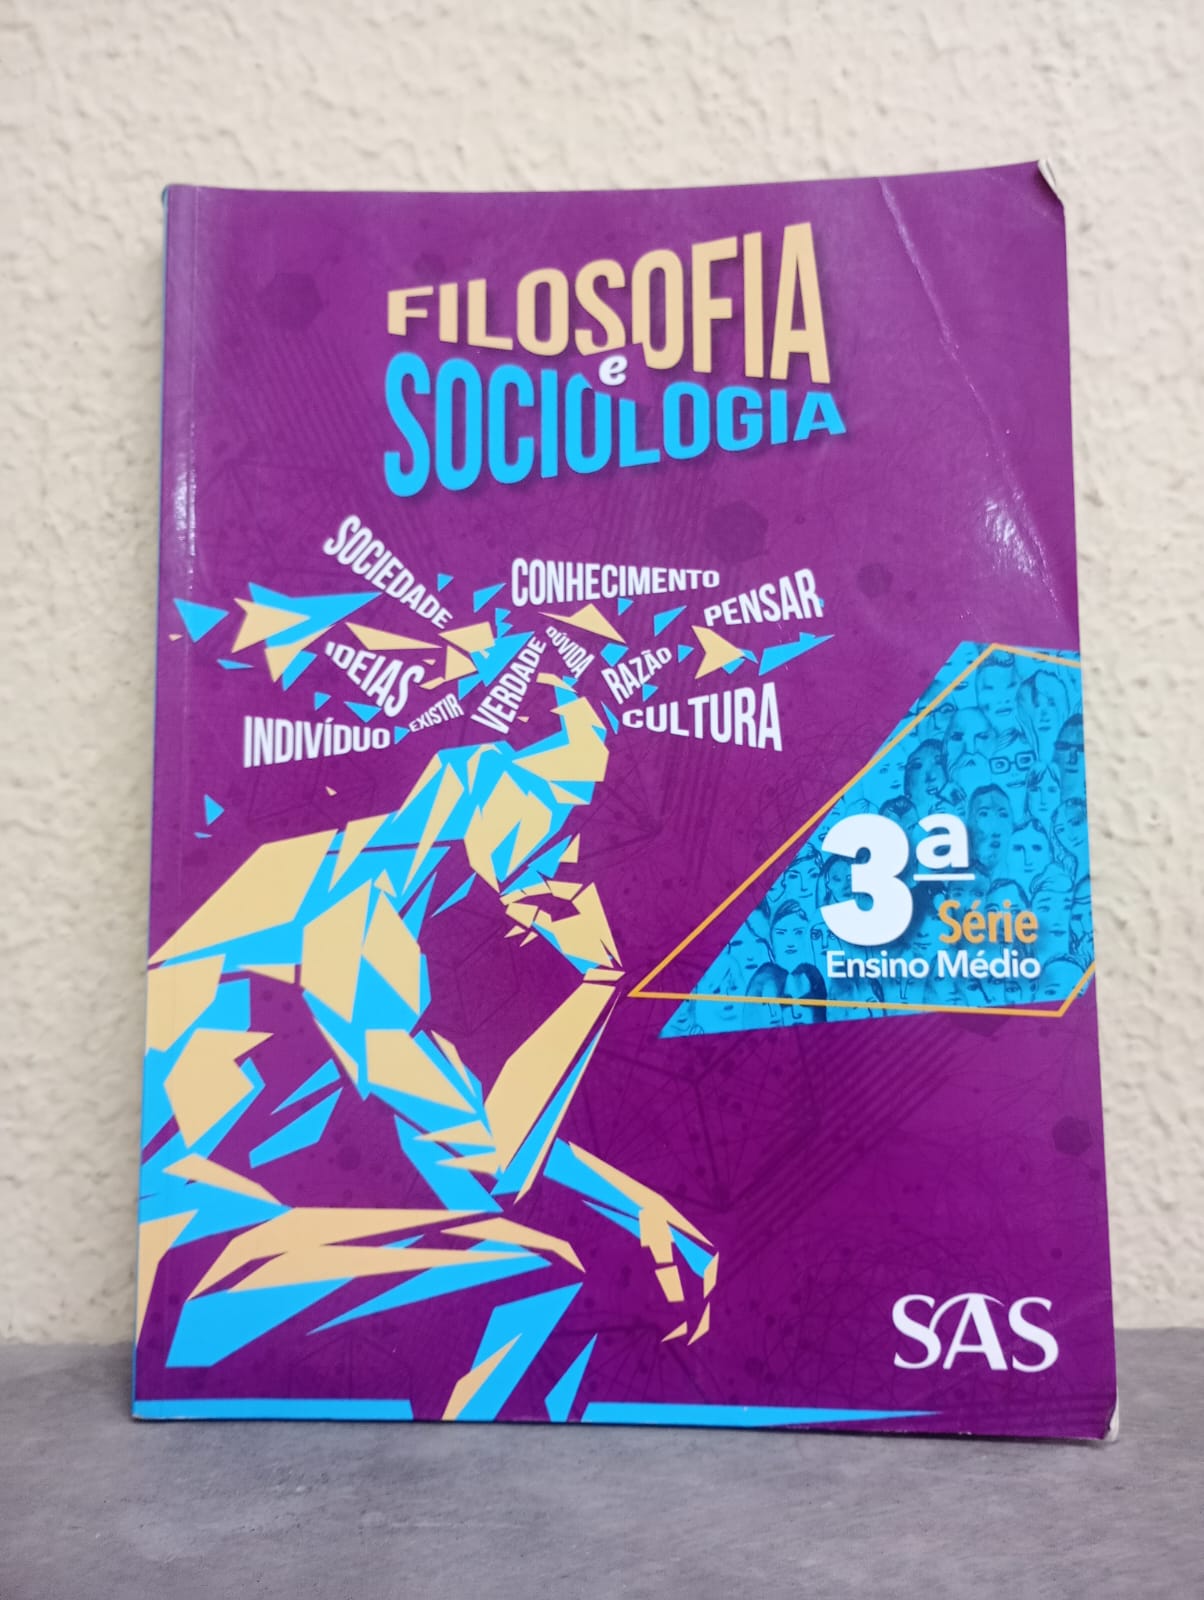 FILOSOFIA
e
SOCIOLOGIA
SOCIEDADE
CONHECIMENTO
PENSAR
IDEIAS
VERDADE
DÚVIDA
RAZÃO
INDIVÍDUO
EXISTIR
CULTURA
3ª
Série
Ensino Médio
SAS